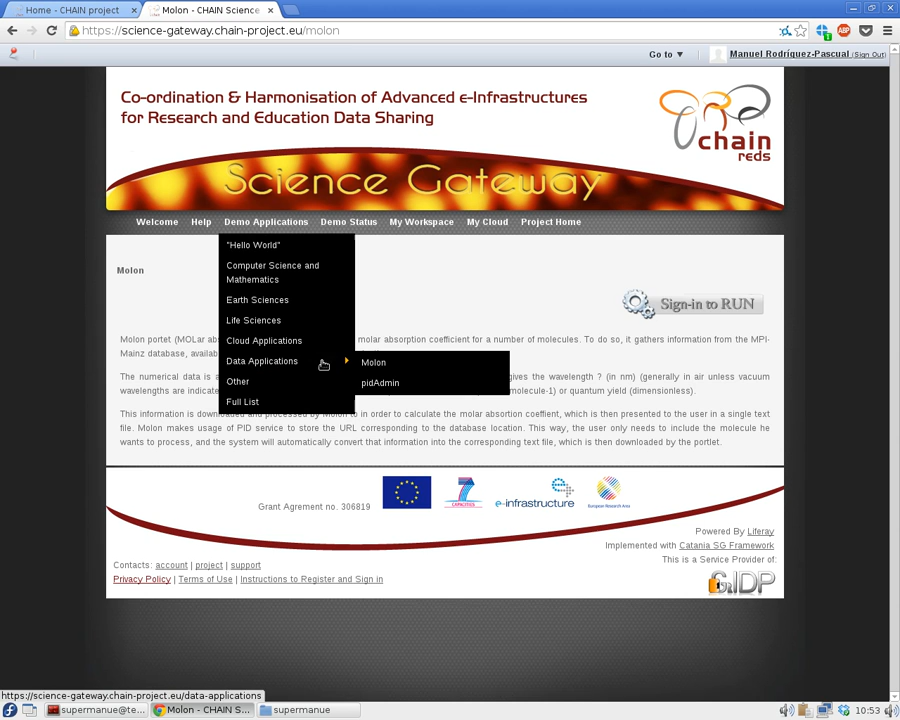 Home - CHAIN project
Molon - CHAIN Science
https://science-gateway.chain-project.eu/molon
ABP
Go to ▼
Manuel Rodríquez-Pascual (Sign Out)
Co-ordination & Harmonisation of Advanced e-Infrastructures
for Research and Education Data Sharing
chain
reds
Science Gateway
Welcome Help Demo Applications Demo Status My Workspace My Cloud Project Home
"Hello World"
Computer Science and
Mathematics
Earth Sciences
Life Sciences
Cloud Applications
Data Applications
Other
Full List
Molon
pidAdmin
Molon
Sign-in to RUN
Molon portet (MOLar abs molar absorption coefficient for a number of molecules. To do so, it gathers information from the MPI-
Mainz database, availab
The numerical data is a gives the wavelength ? (in nm) (generally in air unless vacuum
wavelengths are indicate molecule-1) or quantum yield (dimensionless).
This information is downloaded and processed by Molon to in order to calculate the molar absortion coeffient, which is then presented to the user in a single text
file. Molon makes usage of PID service to store the URL corresponding to the database location. This way, the user only needs to include the molecule he
wants to process, and the system will automatically convert that information into the corresponding text file, which is then downloaded by the portlet.
Grant Agrement no. 306819
7
CAPACITIES
e-infrastructure
European Research Area
Powered By Liferay
Implemented with Catania SG Framework
This is a Service Provider of:
GrIDP
Contacts: account | project | support
Privacy Policy | Terms of Use | Instructions to Register and Sign in
https://science-gateway.chain-project.eu/data-applications
supermanue@te...
Molon - CHAIN S...
supermanue
10:53